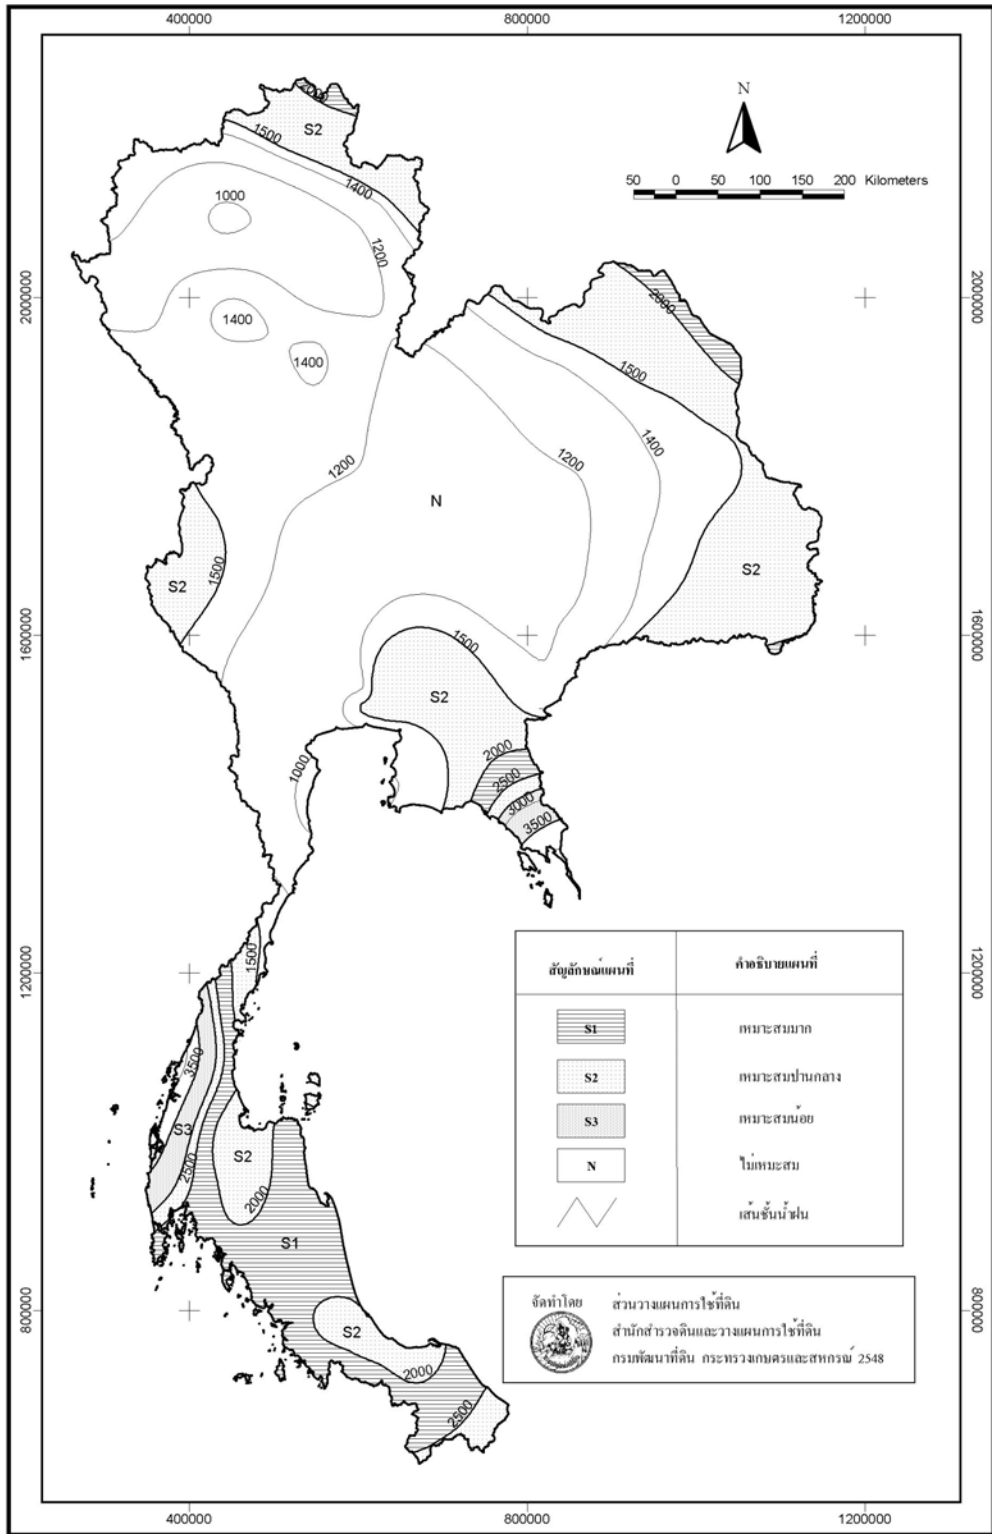 400000
800000
1200000
N
50 0 50 100 150 200 Kilometers
2000
S2
1500
1400
1000
1200
2000000
2000000
2000
1400
1400
1500
1400
1200
1200
N
S2
1500
S2
1600000
1600000
1500
S2
2000
2500
3000
3500
1000
1500
1200000
1200000
สัญลักษณ์แผนที่
คำอธิบายแผนที่
S1
เหมาะสมมาก
S2
เหมาะสมปานกลาง
S3
เหมาะสมน้อย
N
ไม่เหมะสม
เส้นชั้นน้ำฝน
3500
S3
2500
S2
2000
S1
800000
800000
S2
2000
2500
จัดทำโดย
ส่วนวางแผนการใช้ที่ดิน
สำนักสำรวจดินและวางแผนการใช้ที่ดิน
กรมพัฒนาที่ดิน กระทรวงเกษตรและสหกรณ์ 2548
400000
800000
1200000